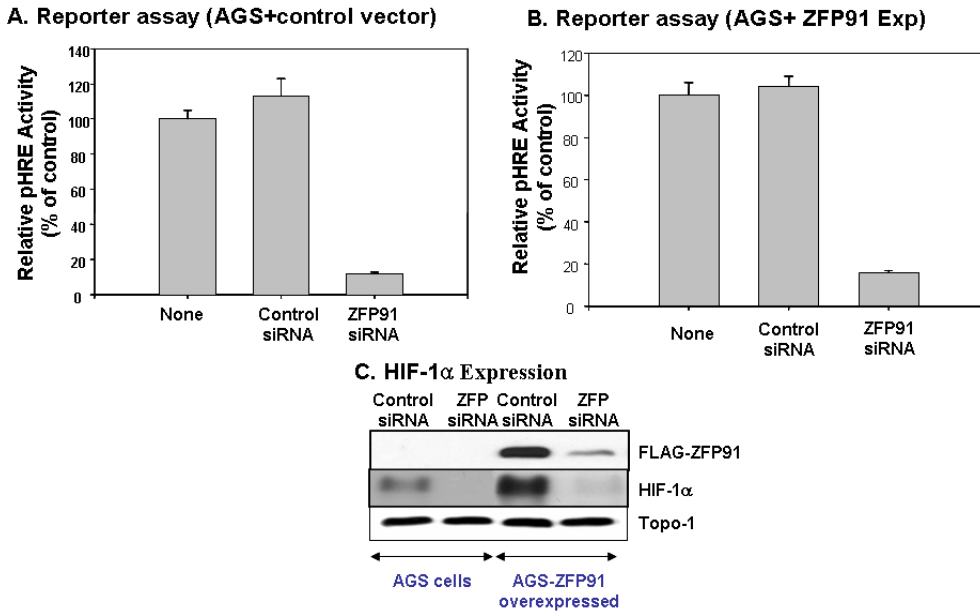 A. Reporter assay (AGS+control vector)
Relative pHRE Activity
(% of control)
140
120
100
80
60
40
20
0
None
Control
siRNA
ZFP91
siRNA
B. Reporter assay (AGS+ ZFP91 Exp)
Relative pHRE Activity
(% of control)
120
100
80
60
40
20
0
None
Control
siRNA
ZFP91
siRNA
C. HIF-1α Expression
Control ZFP Control ZFP
siRNA siRNA siRNA siRNA
FLAG-ZFP91
HIF-1α
Topo-1
AGS cells
AGS-ZFP91
overexpressed